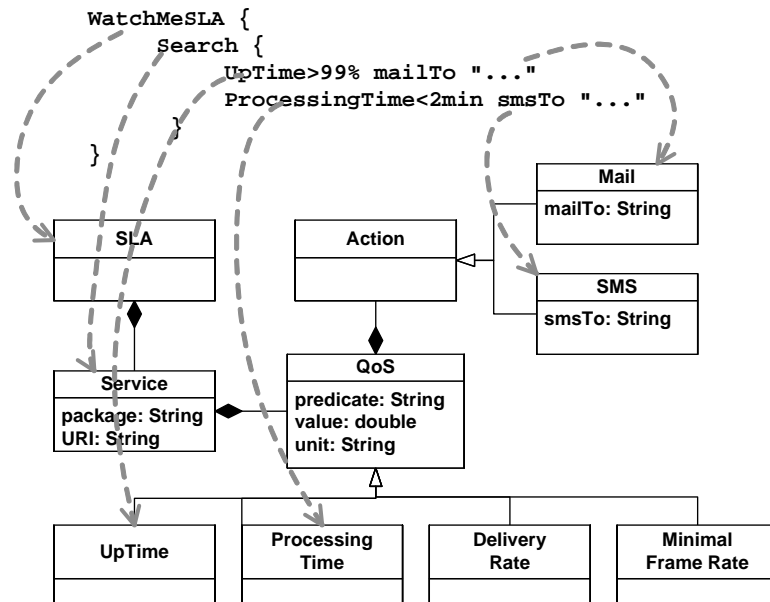 WatchMeSLA {
Search {
UpTime>99% mailTo "..."
ProcessingTime<2min smsTo "..."
}
}
Mail
mailTo: String
SLA
Action
SMS
smsTo: String
Service
package: String
URI: String
QoS
predicate: String
value: double
unit: String
UpTime
Processing
Time
Delivery
Rate
Minimal
Frame Rate